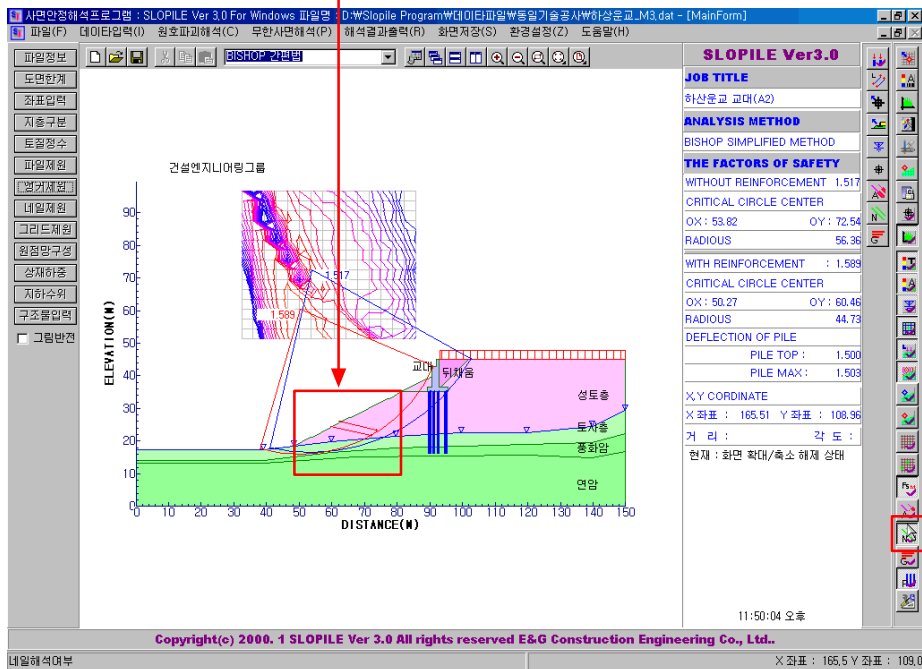 사면안정해석프로그램 : SLOPILE Ver 3,0 For Windows 파일명 : D:₩Slopile Program₩데이타파일₩동일기술공사₩하산운교_M3,dat - [MainForm]
파일(F) 데이타입력(I) 원호파괴해석(C) 무한사면해석(P) 해석결과출력(R) 화면저장(S) 환경설정(Z) 도움말(H)
BISHOP 간편법
파일정보
도면한계
좌표입력
지층구분
토질정수
파일제원
앵커제원
네일제원
그리드제원
원점망구성
상재하중
지하수위
구조물입력
그림반전
건설엔지니어링그룹
ELEVATION(M)
90
80
70
60
50
40
30
20
10
0
0 10 20 30 40 50 60 70 80 90 100 110 120 130 140 150
DISTANCE(M)
1.517
1.589
교대
뒤채움
성토층
토사층
풍화암
연암
SLOPILE Ver3.0
JOB TITLE
하산운교 교대(A2)
ANALYSIS METHOD
BISHOP SIMPLIFIED METHOD
THE FACTORS OF SAFETY
WITHOUT REINFORCEMENT 1.517
CRITICAL CIRCLE CENTER
OX : 53.82 OY : 72.54
RADIOUS 56.36
WITH REINFORCEMENT : 1.589
CRITICAL CIRCLE CENTER
OX : 50.27 OY : 60.46
RADIOUS 44.73
DEFLECTION OF PILE
PILE TOP : 1.500
PILE MAX : 1.503
X,Y CORDINATE
X 좌표 : 165.51 Y 좌표 : 108.96
거 리 : 각 도 :
현재 : 화면 확대/축소 해제 상태
11:50:04 오후
Copyright(c) 2000. 1 SLOPILE Ver 3.0 All rights reserved E&G Construction Engineering Co., Ltd..
네일해석여부
X 좌표 : 165,5 Y 좌표 : 109,0